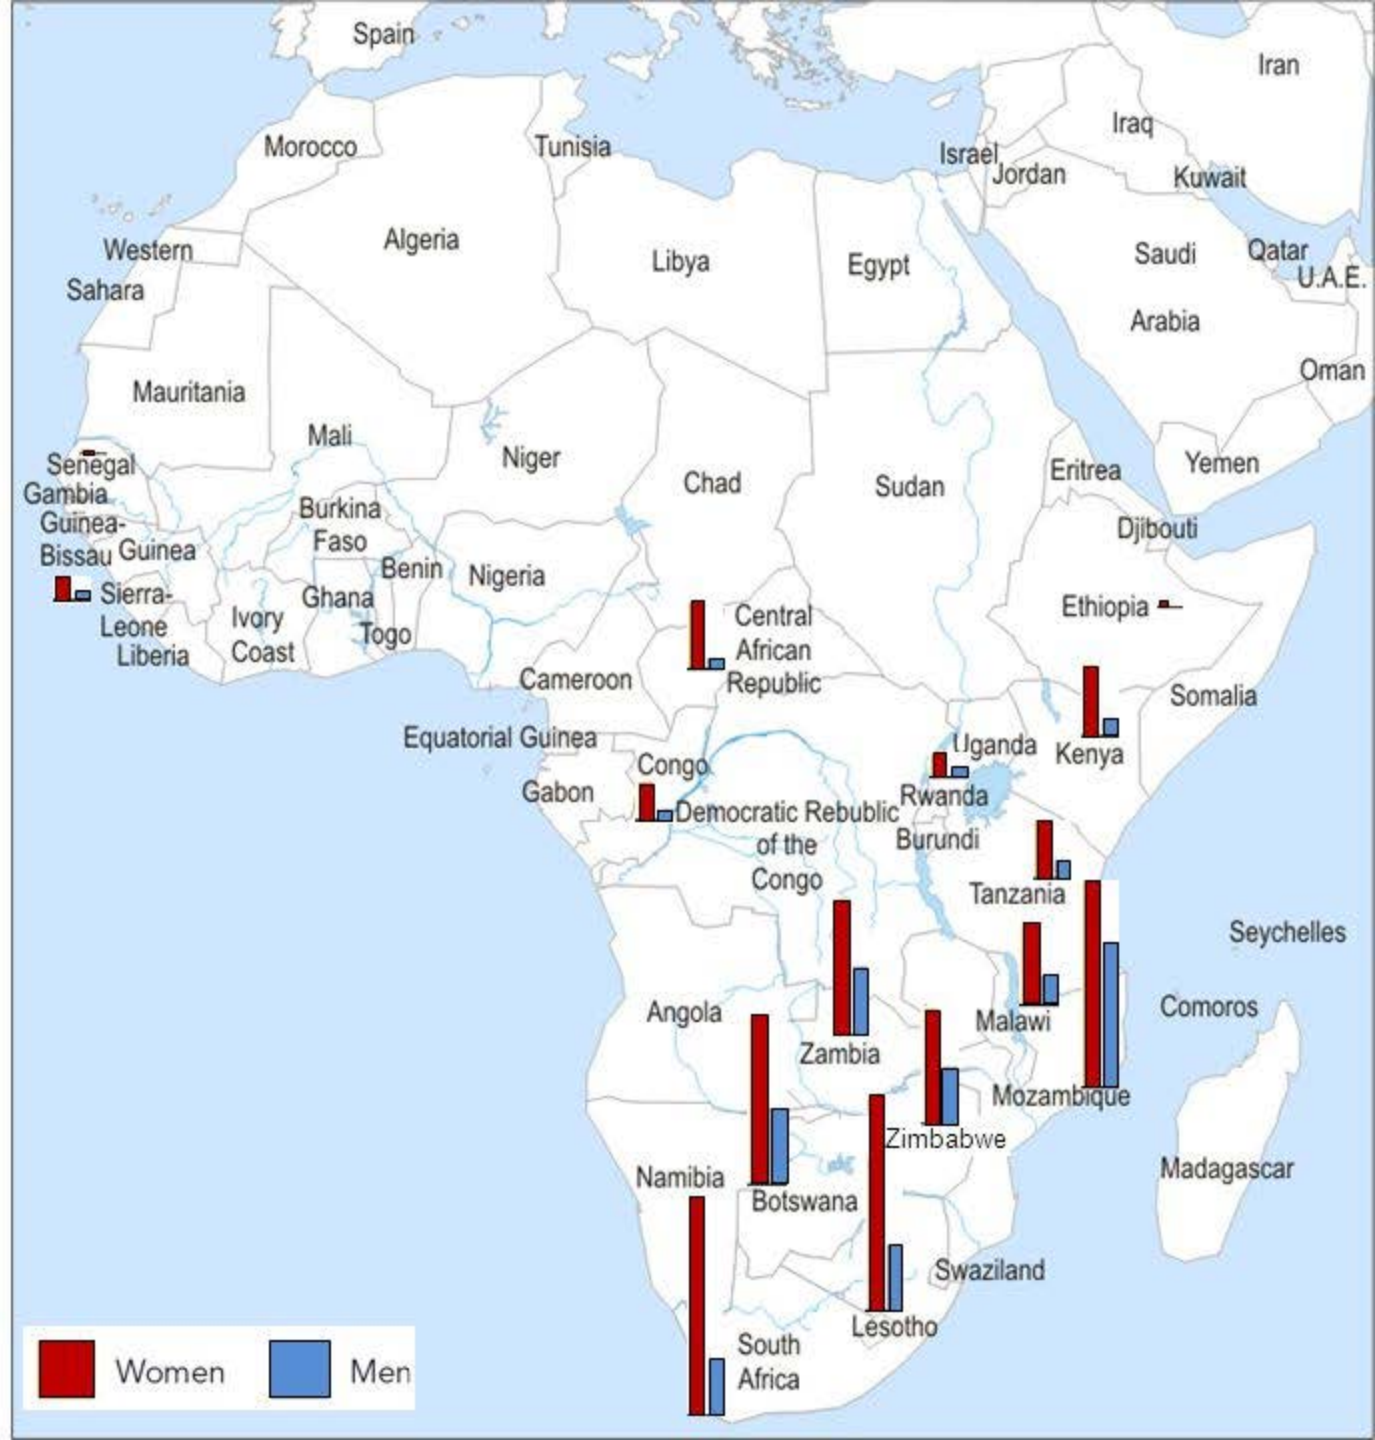 Spain
Iran
Morocco
Tunisia
Iraq
Israel
Jordan
Kuwait
Algeria
Western
Sahara
Libya
Egypt
Saudi
Arabia
Qatar
U.A.E.
Oman
Mauritania
Mali
Niger
Chad
Sudan
Eritrea
Yemen
Senegal
Gambia
Guinea-
Bissau
Guinea
Burkina
Faso
Djibouti
Benin
Nigeria
Sierra-
Leone
Liberia
Ivory
Coast
Ghana
Togo
Central
African
Republic
Ethiopia
Cameroon
Somalia
Equatorial Guinea
Congo
Uganda
Kenya
Gabon
Rwanda
Democratic Rebublic
of the
Congo
Burundi
Tanzania
Seychelles
Angola
Malawi
Comoros
Zambia
Mozambique
Zimbabwe
Madagascar
Namibia
Botswana
Swaziland
Lesotho
South
Africa
Women
Men